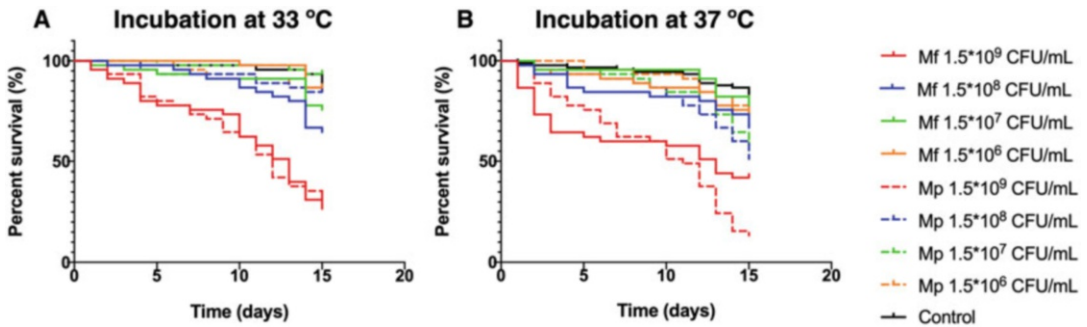 A Incubation at 33 ºC
B Incubation at 37 ºC
Percent survival (%)
100
50
0
0 5 10 15 20
Time (days)
Percent survival (%)
100
50
0
0 5 10 15 20
Time (days)
Mf 1.5*10⁹ CFU/mL
Mf 1.5*10⁸ CFU/mL
Mf 1.5*10⁷ CFU/mL
Mf 1.5*10⁶ CFU/mL
Mp 1.5*10⁹ CFU/mL
Mp 1.5*10⁸ CFU/mL
Mp 1.5*10⁷ CFU/mL
Mp 1.5*10⁶ CFU/mL
Control